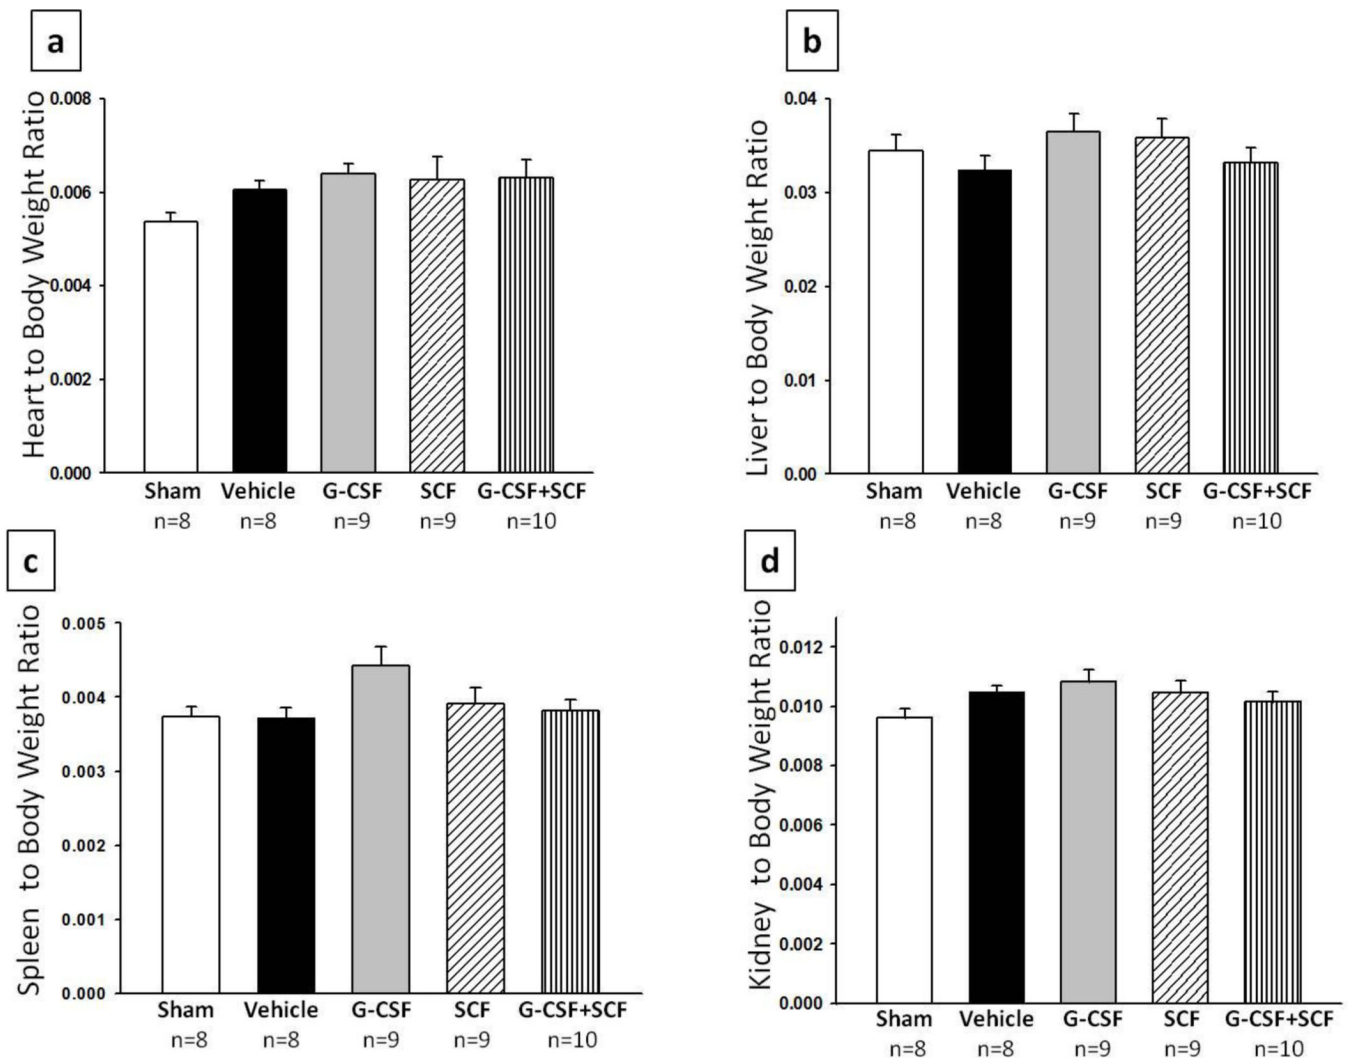 a
Heart to Body Weight Ratio
0.008
0.006
0.004
0.002
0.000
Sham Vehicle G-CSF SCF G-CSF+SCF
n=8 n=8 n=9 n=9 n=10
b
Liver to Body Weight Ratio
0.04
0.03
0.02
0.01
0.00
Sham Vehicle G-CSF SCF G-CSF+SCF
n=8 n=8 n=9 n=9 n=10
c
Spleen to Body Weight Ratio
0.005
0.004
0.003
0.002
0.001
0.000
Sham Vehicle G-CSF SCF G-CSF+SCF
n=8 n=8 n=9 n=9 n=10
d
Kidney to Body Weight Ratio
0.012
0.010
0.008
0.006
0.004
0.002
0.000
Sham Vehicle G-CSF SCF G-CSF+SCF
n=8 n=8 n=9 n=9 n=10